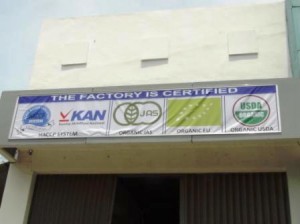 THE FACTORY IS CERTIFIED
KAN
JAS
USDA
ORGANIC
HACCP SYSTEM
ORGANIC JAS
ORGANIC EU
ORGANIC USDA